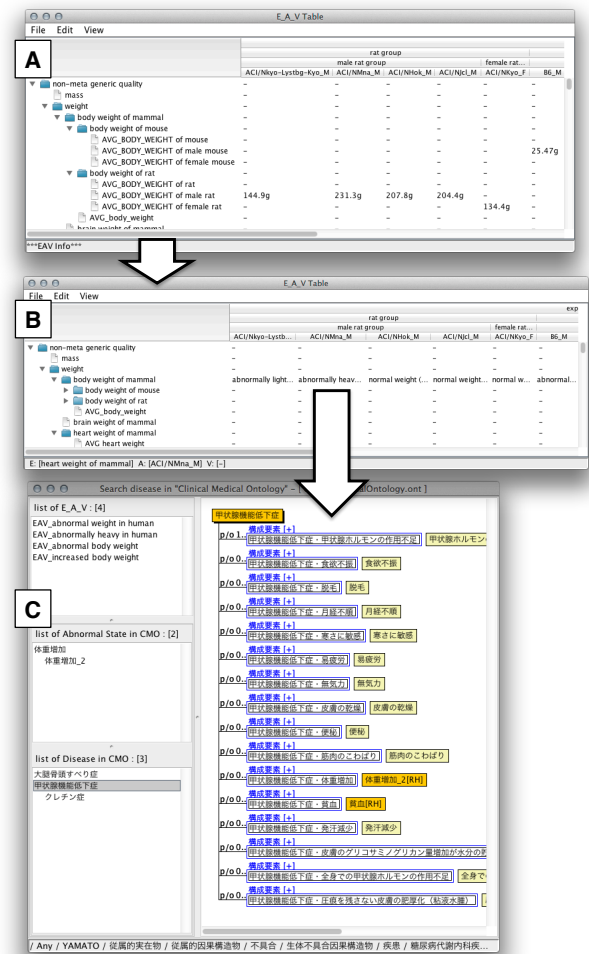 E_A_V Table
File Edit View
A
rat group
male rat group female rat...
ACI/Nkyo-Lystbg-Kyo_M ACI/NMna_M ACI/NHok_M ACI/NJcl_M ACI/NKyo_F B6_M
non-meta generic quality - - - - - -
mass - - - - - -
weight - - - - - -
body weight of mammal - - - - - -
body weight of mouse - - - - - -
AVG_BODY_WEIGHT of mouse - - - - - -
AVG_BODY_WEIGHT of male mouse - - - - - 25.47g
AVG_BODY_WEIGHT of female mouse - - - - - -
body weight of rat - - - - - -
AVG_BODY_WEIGHT of rat - - - - - -
AVG_BODY_WEIGHT of male rat 144.9g 231.3g 207.8g 204.4g - -
AVG_BODY_WEIGHT of female rat - - - - 134.4g -
AVG_body_weight - - - - - -
brain weight of mammal
***EAV Info***
E_A_V Table
File Edit View
B
exp
rat group
male rat group female rat...
ACI/Nkyo-Lystb... ACI/NMna_M ACI/NHok_M ACI/NJcl_M ACI/NKyo_F B6_M
non-meta generic quality - - - - - -
mass - - - - - -
weight - - - - - -
body weight of mammal abnormally light... abnormally heav... normal weight (... normal weight... normal w... abnormal...
body weight of mouse - - - - - -
body weight of rat - - - - - -
AVG_body_weight - - - - - -
brain weight of mammal - - - - - -
heart weight of mammal - - - - - -
AVG heart weight - - - - - -
E: [heart weight of mammal] A: [ACI/NMna_M] V: [-]
Search disease in "Clinical Medical Ontology" - [ alOntology.ont ]
list of E_A_V : [4]
EAV_abnormal weight in human
EAV_abnormally heavy in human
EAV_abnormal body weight
EAV_increased body weight
C
list of Abnormal State in CMO : [2]
体重増加
体重増加_2
list of Disease in CMO : [3]
大腿骨頭すべり症
甲状腺機能低下症
クレチン症
甲状腺機能低下症
構成要素 [+]
p/o 1.. 甲状腺機能低下症・甲状腺ホルモンの作用不足 甲状腺ホルモン
構成要素 [+]
p/o 0.. 甲状腺機能低下症・食欲不振 食欲不振
構成要素 [+]
p/o 0.. 甲状腺機能低下症・脱毛 脱毛
構成要素 [+]
p/o 0.. 甲状腺機能低下症・月経不順 月経不順
構成要素 [+]
p/o 0.. 甲状腺機能低下症・寒さに敏感 寒さに敏感
構成要素 [+]
p/o 0.. 甲状腺機能低下症・易疲労 易疲労
構成要素 [+]
p/o 0.. 甲状腺機能低下症・無気力 無気力
構成要素 [+]
p/o 0.. 甲状腺機能低下症・皮膚の乾燥 皮膚の乾燥
構成要素 [+]
p/o 0.. 甲状腺機能低下症・便秘 便秘
構成要素 [+]
p/o 0.. 甲状腺機能低下症・筋肉のこわばり 筋肉のこわばり
構成要素 [+]
p/o 0.. 甲状腺機能低下症・体重増加 体重増加_2[RH]
構成要素 [+]
p/o 0.. 甲状腺機能低下症・貧血 貧血[RH]
構成要素 [+]
p/o 0.. 甲状腺機能低下症・発汗減少 発汗減少
構成要素 [+]
p/o 0.. 甲状腺機能低下症・皮膚のグリコサミノグリカン量増加が水分の
構成要素 [+]
p/o 0.. 甲状腺機能低下症・全身での甲状腺ホルモンの作用不足 全身で
構成要素 [+]
p/o 0.. 甲状腺機能低下症・圧痕を残さない皮膚の肥厚化（粘液水腫）
/ Any / YAMATO / 従属的実在物 / 従属的因果構造物 / 不具合 / 生体不具合因果構造物 / 疾患 / 糖尿病代謝内科疾...